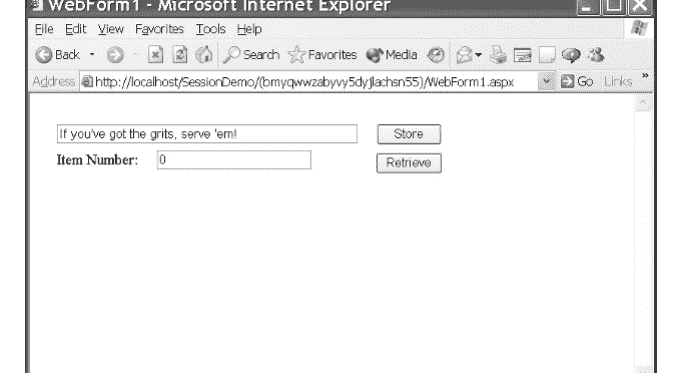 WebForm1 - Microsoft Internet Explorer
File Edit View Favorites Tools Help
Back Search Favorites Media
Address http://localhost/SessionDemo/(bmyqwwzabyvy5dyjlachsn55)/WebForm1.aspx Go Links »
If you've got the grits, serve 'em! Store
Item Number: 0 Retrieve